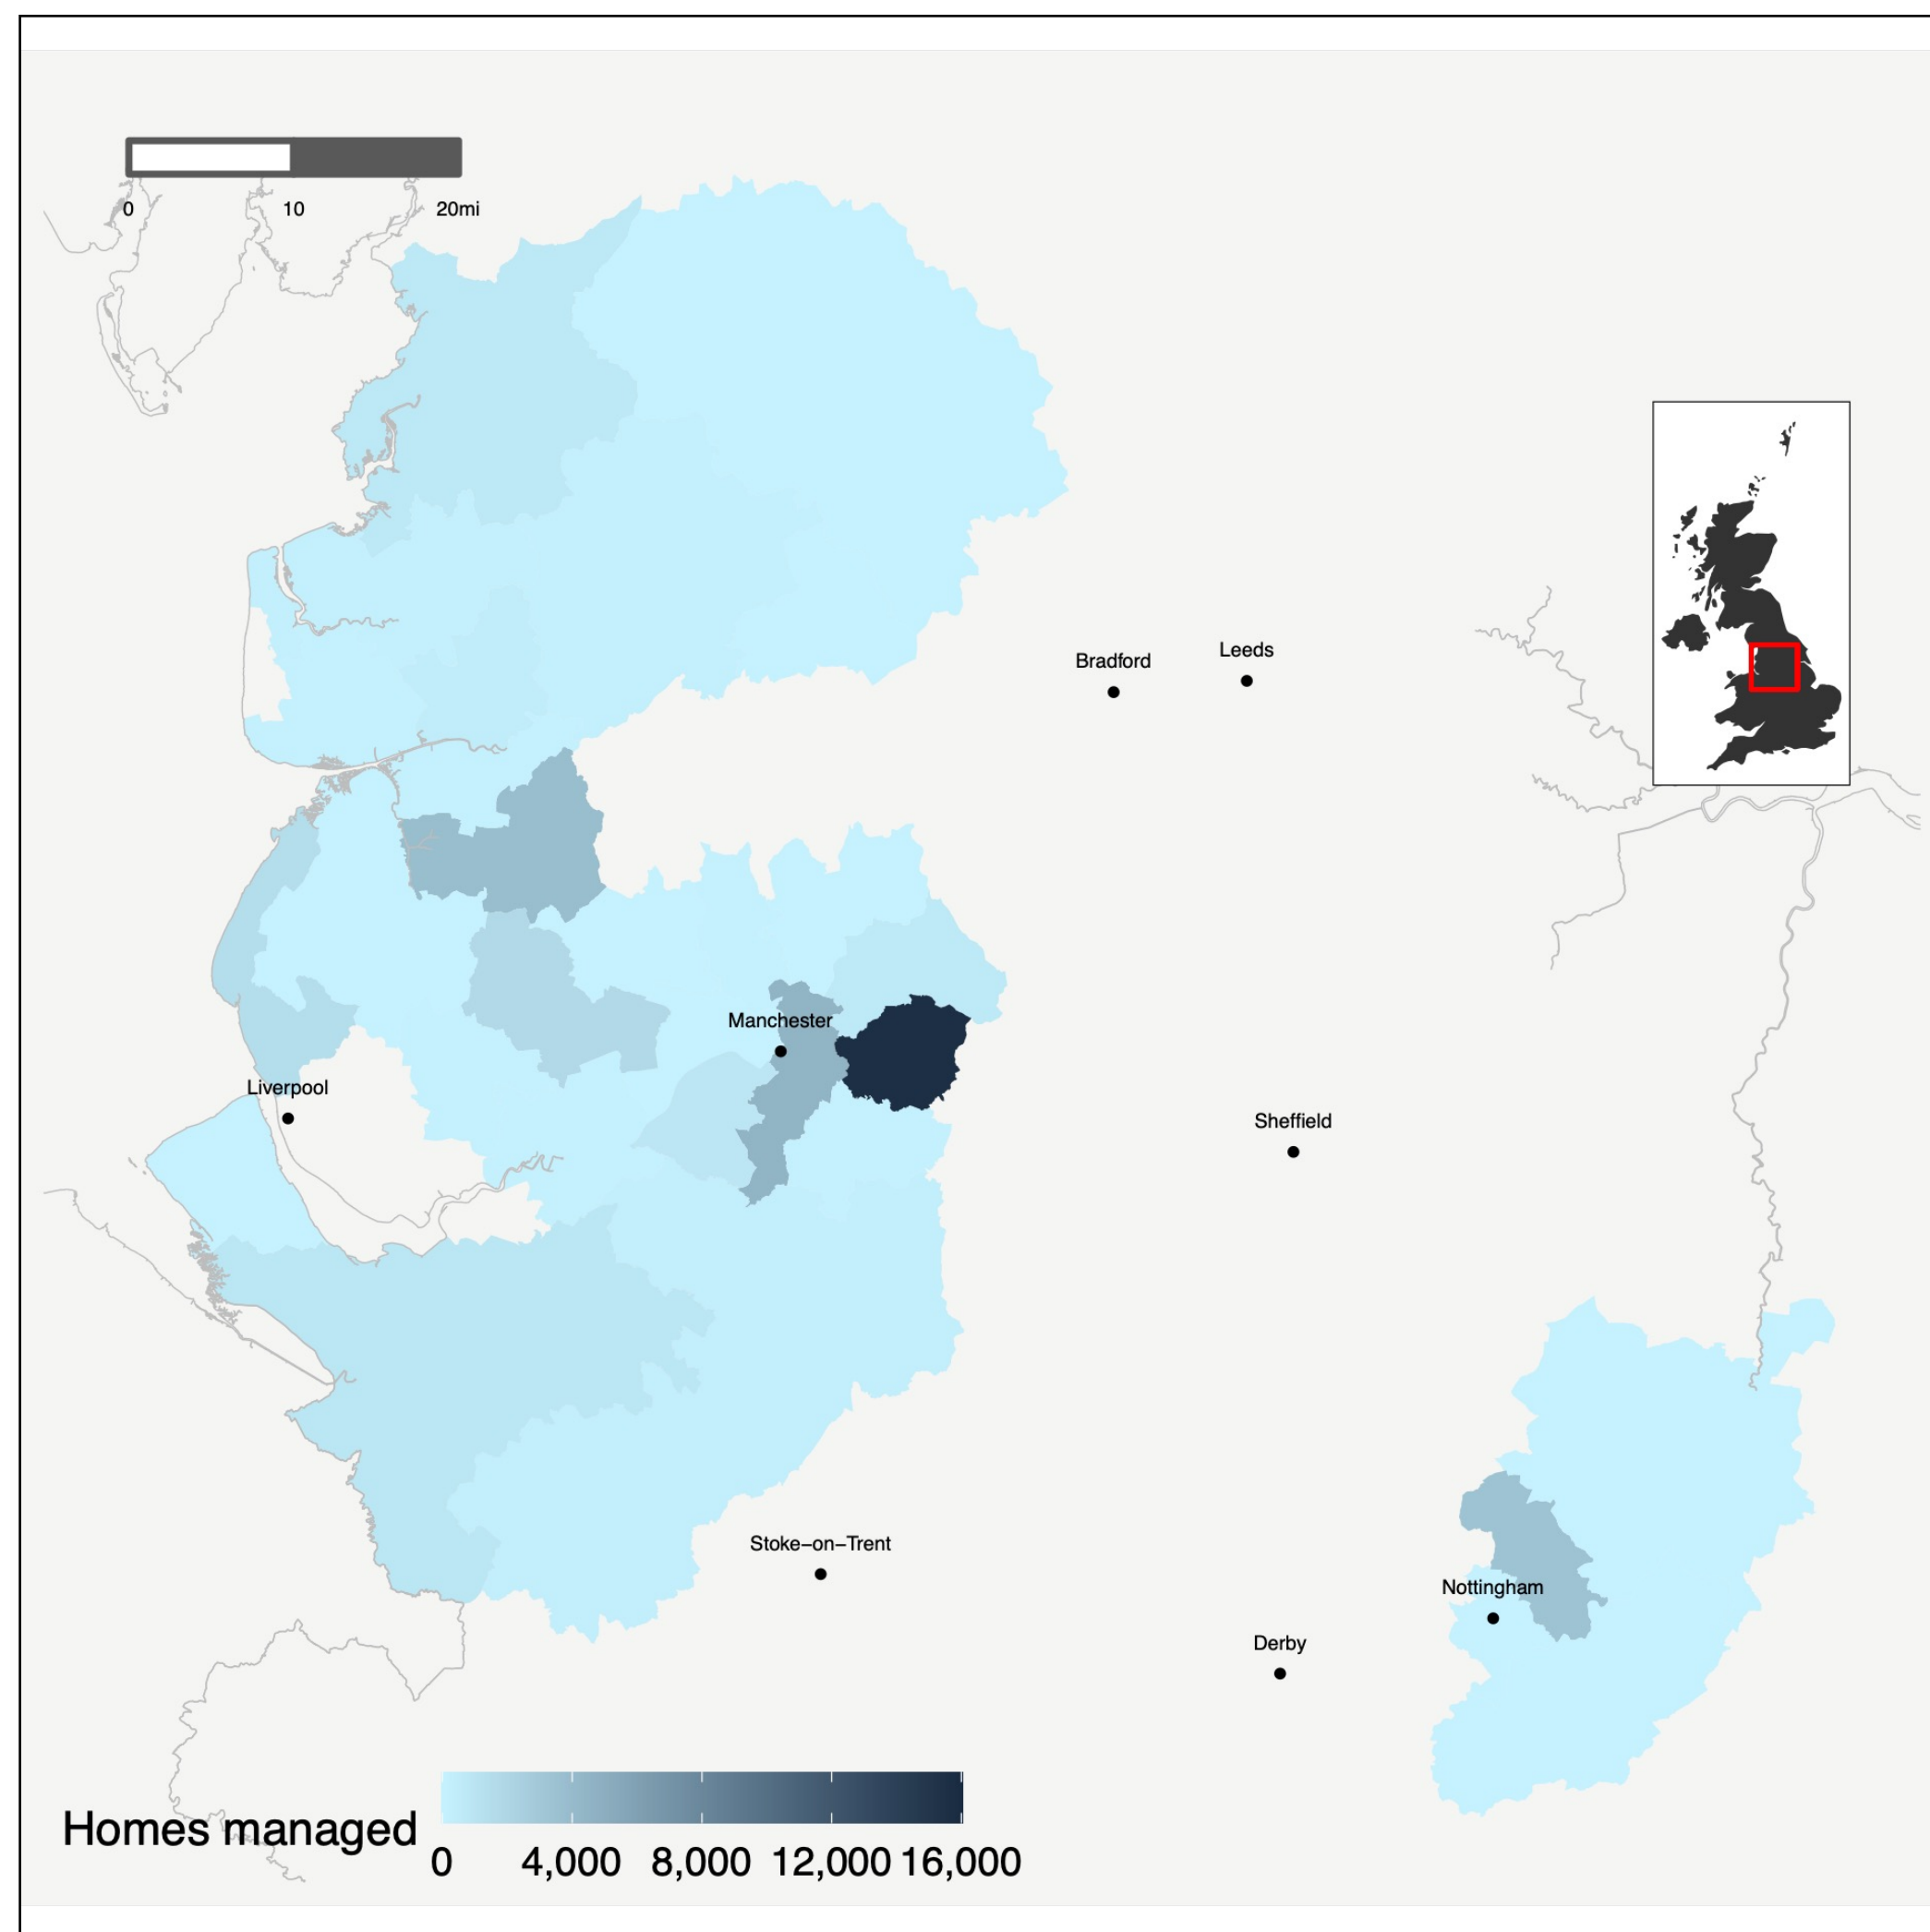 0 10 20mi
Bradford
Leeds
Manchester
Liverpool
Sheffield
Stoke−on−Trent
Nottingham
Derby
Homes managed
0 4,000 8,000 12,000 16,000